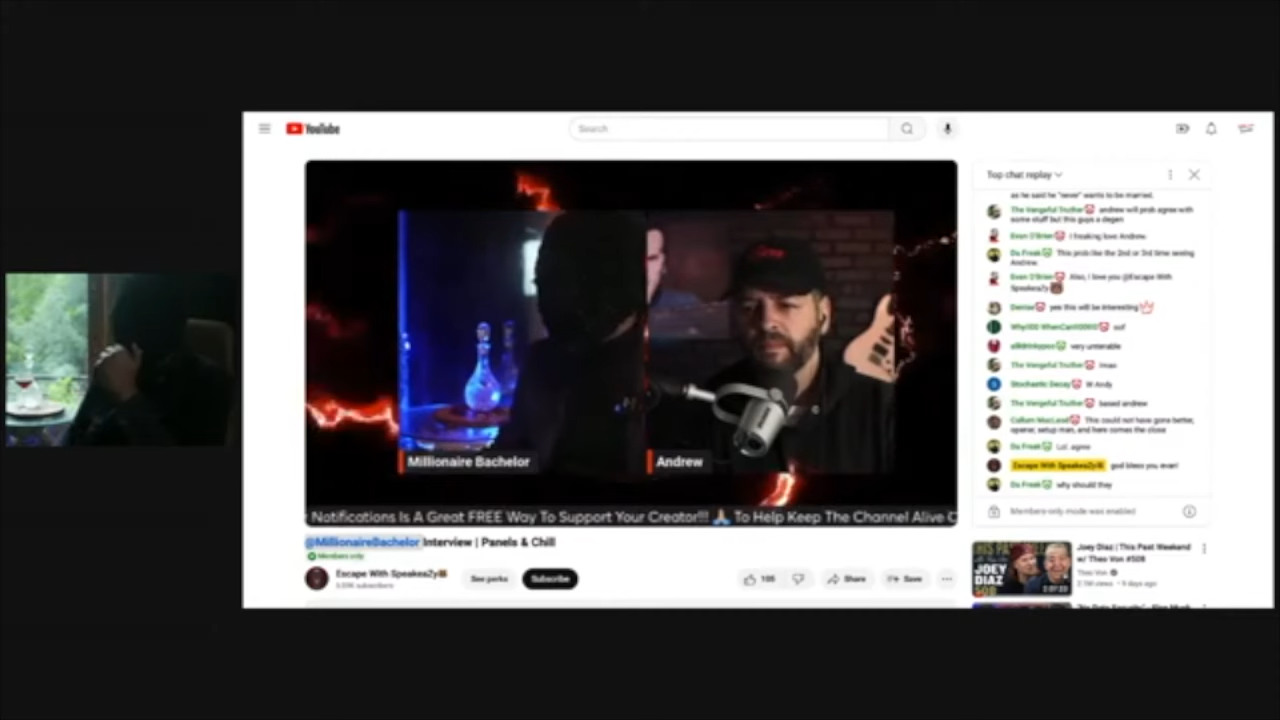 YouTube
Search
Top chat replay
as he said he "never" wants to be married.
The Vengeful Truther andrew will prob agree with
some stuff but this guys a degen
Evan O'Brien I freaking love Andrew
Da Freak This prob like the 2nd or 3rd time seeing
Andrew
Evan O'Brien Also, I love you @Escape With
SpeakeaZy
Denise yea this will be interesting
oof
very untenable
The Vengeful Truther lmao
Stochastic Decay W Andy
The Vengeful Truther based andrew
Callum MacLeod This could not have gone better,
opener, setup man, and here comes the close
Da Freak Lol. agree
Escape With SpeakeaZy god bless you evan!
Da Freak why should they
Members-only mode was enabled
Millionaire Bachelor
Andrew
Notifications Is A Great FREE Way To Support Your Creator!!! 🙏 To Help Keep The Channel Alive
@MillionaireBachelor Interview | Panels & Chill
Members only
Escape With SpeakeaZy
See perks
Subscribe
Share
Save
Joey Diaz | This Past Weekend
w/ Theo Von #508
Theo Von
JOEY
DIAZ
508